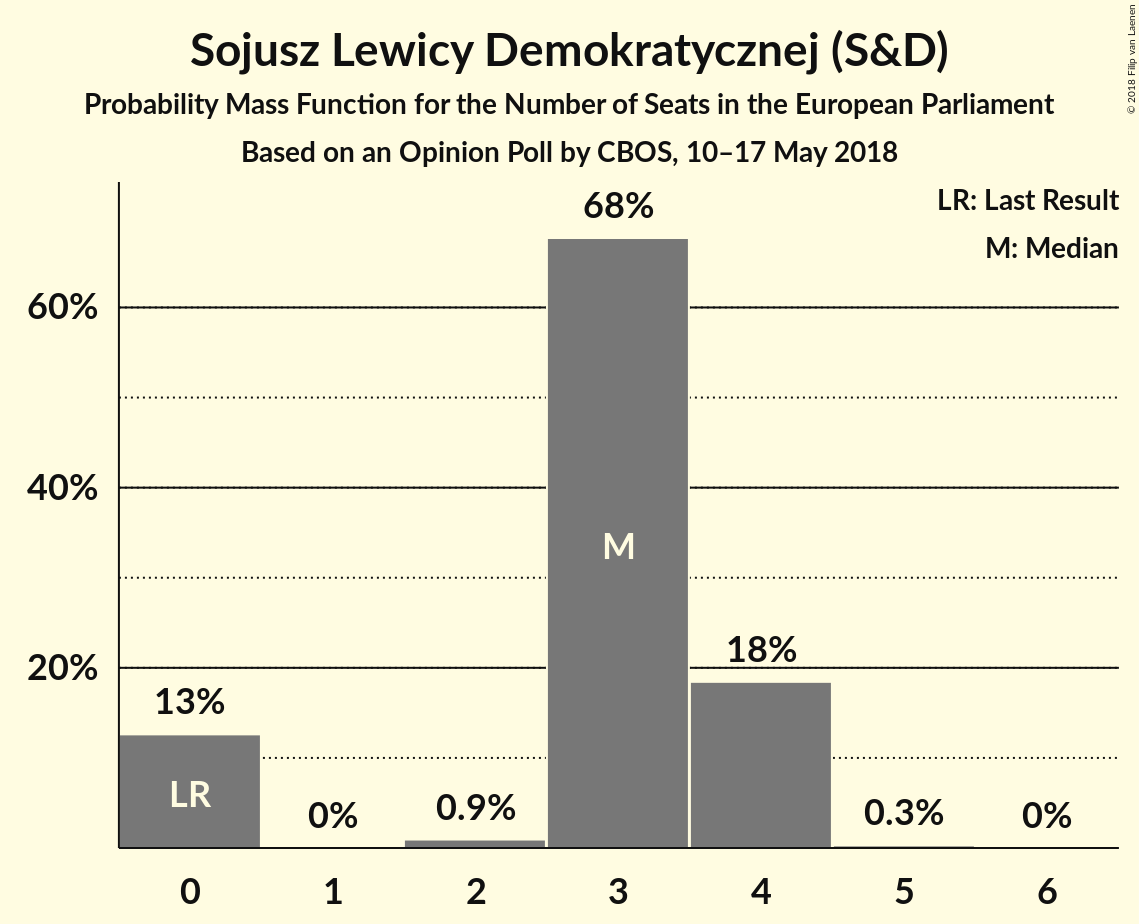 Sojusz Lewicy Demokratycznej (S&D)
Probability Mass Function for the Number of Seats in the European Parliament
Based on an Opinion Poll by CBOS, 10–17 May 2018
© 2018 Filip van Laenen
LR: Last Result
M: Median
60%
40%
20%
13%
0%
0.9%
68%
18%
0.3%
0%
LR
M
0 1 2 3 4 5 6